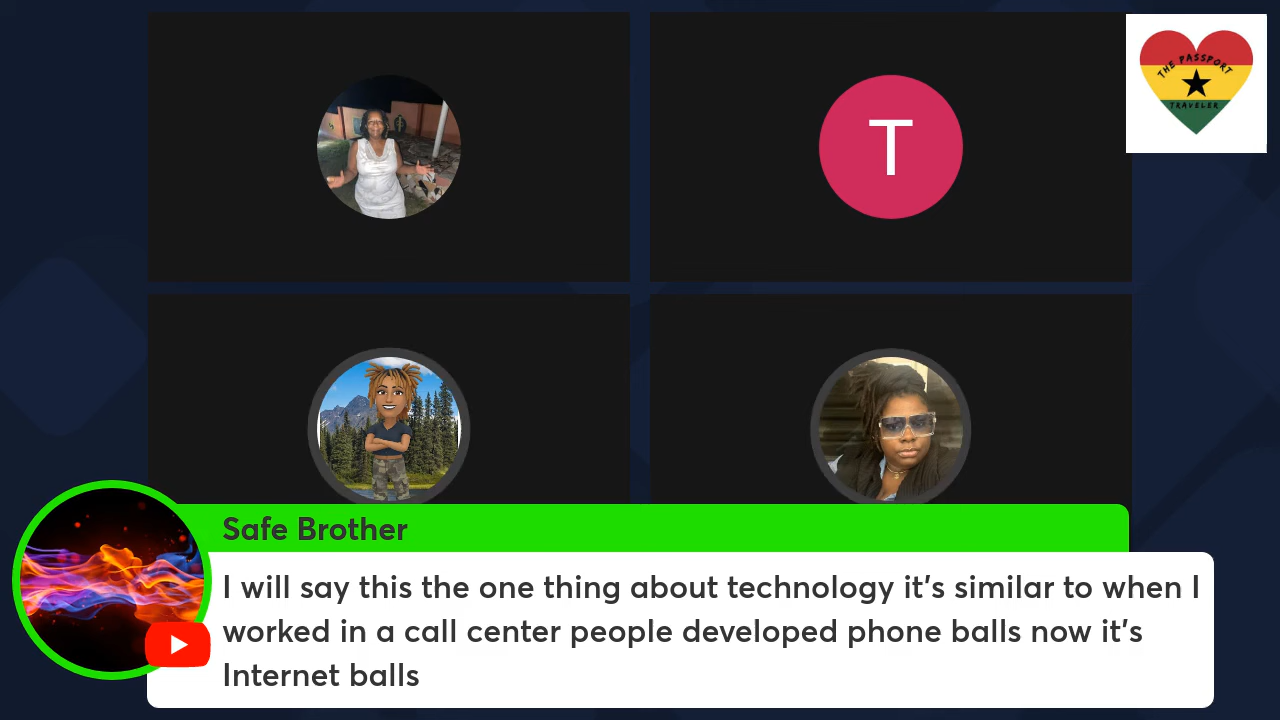 THE PASSPORT
TRAVELER
T
Safe Brother
I will say this the one thing about technology it's similar to when I
worked in a call center people developed phone balls now it's
Internet balls